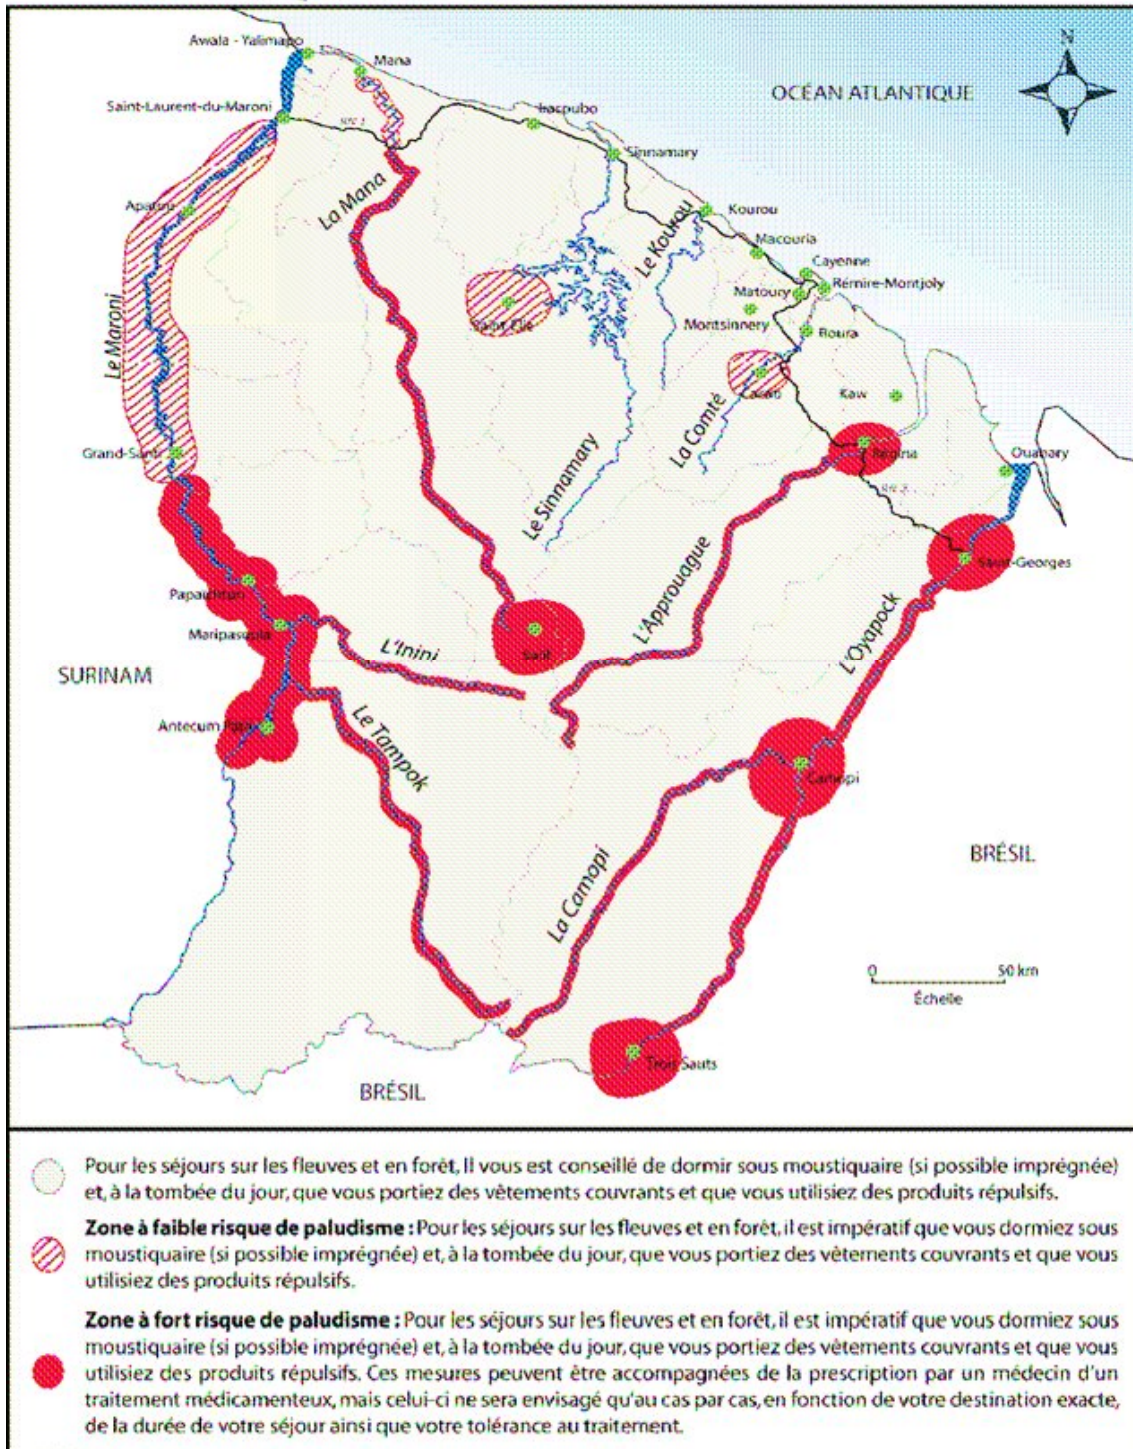 N
Awala - Yalimapo
Mana
OCÉAN ATLANTIQUE
Saint-Laurent-du-Maroni
Iracoubo
RN 1
Sinnamary
La Mana
Apatou
Kourou
Le Kourou
Macouria
Cayenne
Matoury
Rémire-Montjoly
Montsinnery
Saint-Elie
Roura
Le Maroni
Cacao
Kaw
La Comté
Grand-Santi
Régina
Ouanary
Le Sinnamary
RN 2
Saint-Georges
L'Approuague
Papaichton
Maripasoula
L'Oyapock
L'Inini
Saül
SURINAM
Antecum Pata
Le Tampok
Camopi
La Camopi
BRÉSIL
0 50 km
Échelle
Trois Sauts
BRÉSIL
Pour les séjours sur les fleuves et en forêt, Il vous est conseillé de dormir sous moustiquaire (si possible imprégnée)
et, à la tombée du jour, que vous portiez des vêtements couvrants et que vous utilisiez des produits répulsifs.
Zone à faible risque de paludisme : Pour les séjours sur les fleuves et en forêt, il est impératif que vous dormiez sous
moustiquaire (si possible imprégnée) et, à la tombée du jour, que vous portiez des vêtements couvrants et que vous
utilisiez des produits répulsifs.
Zone à fort risque de paludisme : Pour les séjours sur les fleuves et en forêt, il est impératif que vous dormiez sous
moustiquaire (si possible imprégnée) et, à la tombée du jour, que vous portiez des vêtements couvrants et que vous
utilisiez des produits répulsifs. Ces mesures peuvent être accompagnées de la prescription par un médecin d'un
traitement médicamenteux, mais celui-ci ne sera envisagé qu'au cas par cas, en fonction de votre destination exacte,
de la durée de votre séjour ainsi que votre tolérance au traitement.